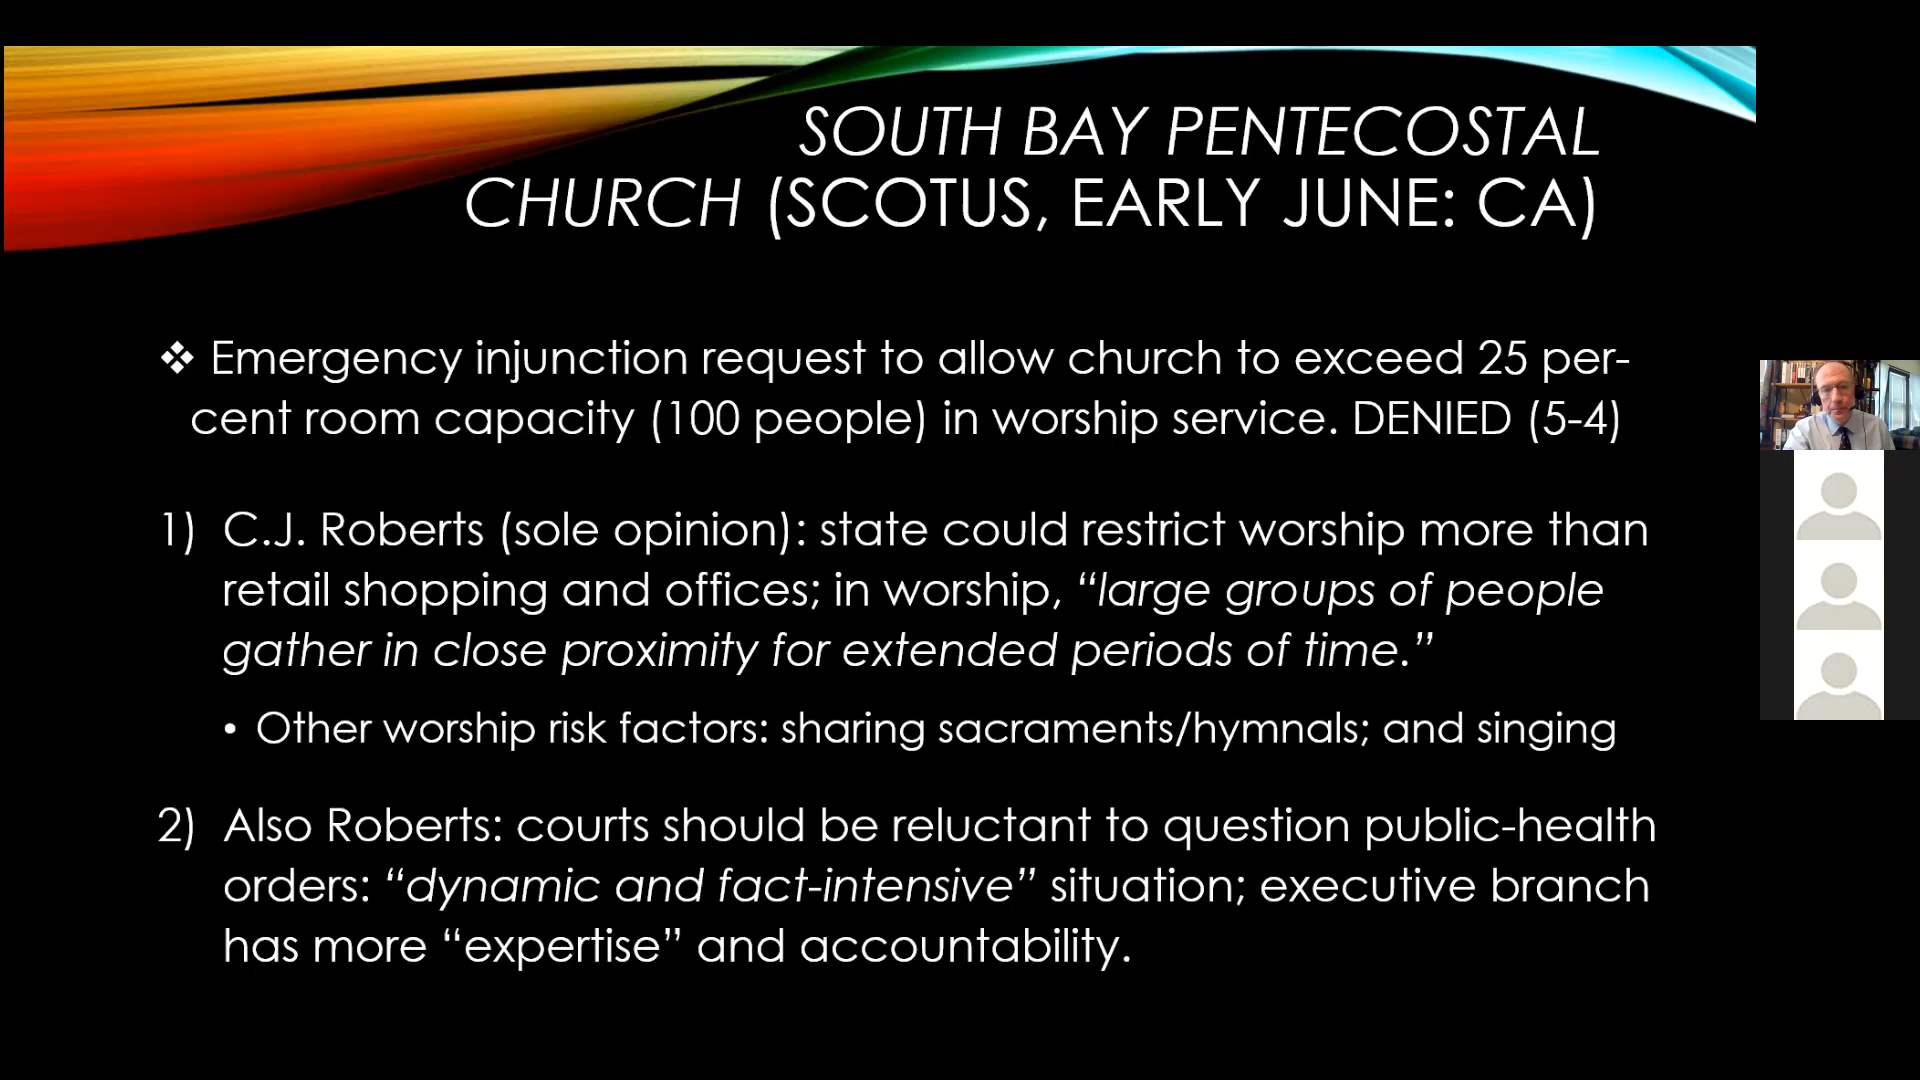 SOUTH BAY PENTECOSTAL
CHURCH (SCOTUS, EARLY JUNE: CA)
❖ Emergency injunction request to allow church to exceed 25 per-
cent room capacity (100 people) in worship service. DENIED (5-4)
1) C.J. Roberts (sole opinion): state could restrict worship more than
retail shopping and offices; in worship, “large groups of people
gather in close proximity for extended periods of time.”
• Other worship risk factors: sharing sacraments/hymnals; and singing
2) Also Roberts: courts should be reluctant to question public-health
orders: “dynamic and fact-intensive” situation; executive branch
has more “expertise” and accountability.